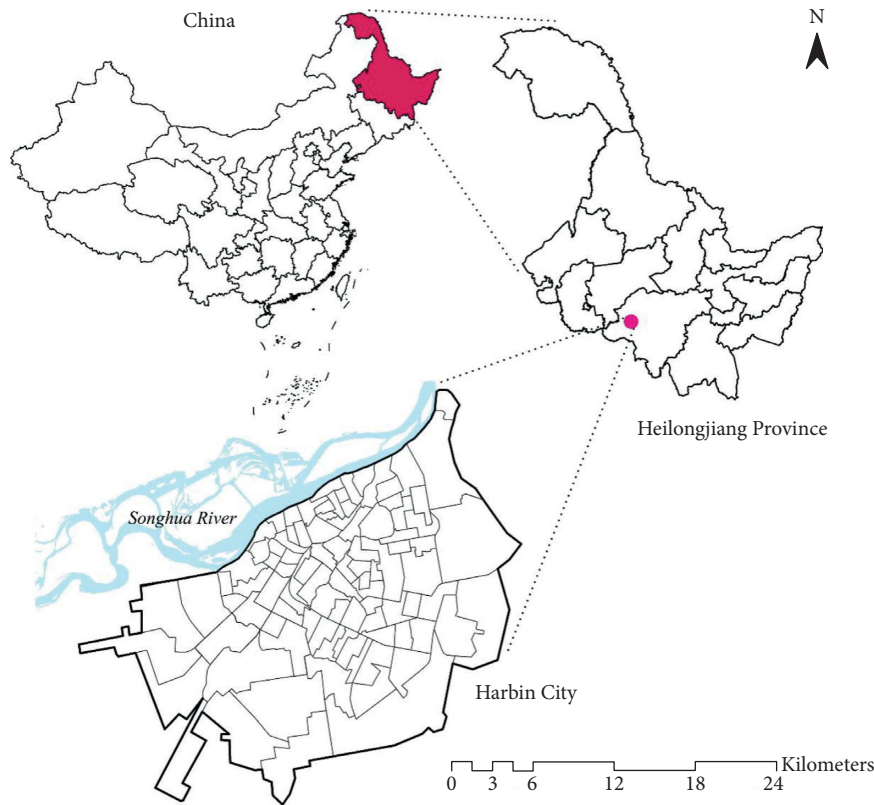 China
N
Heilongjiang Province
Songhua River
Harbin City
Kilometers
0 3 6 12 18 24